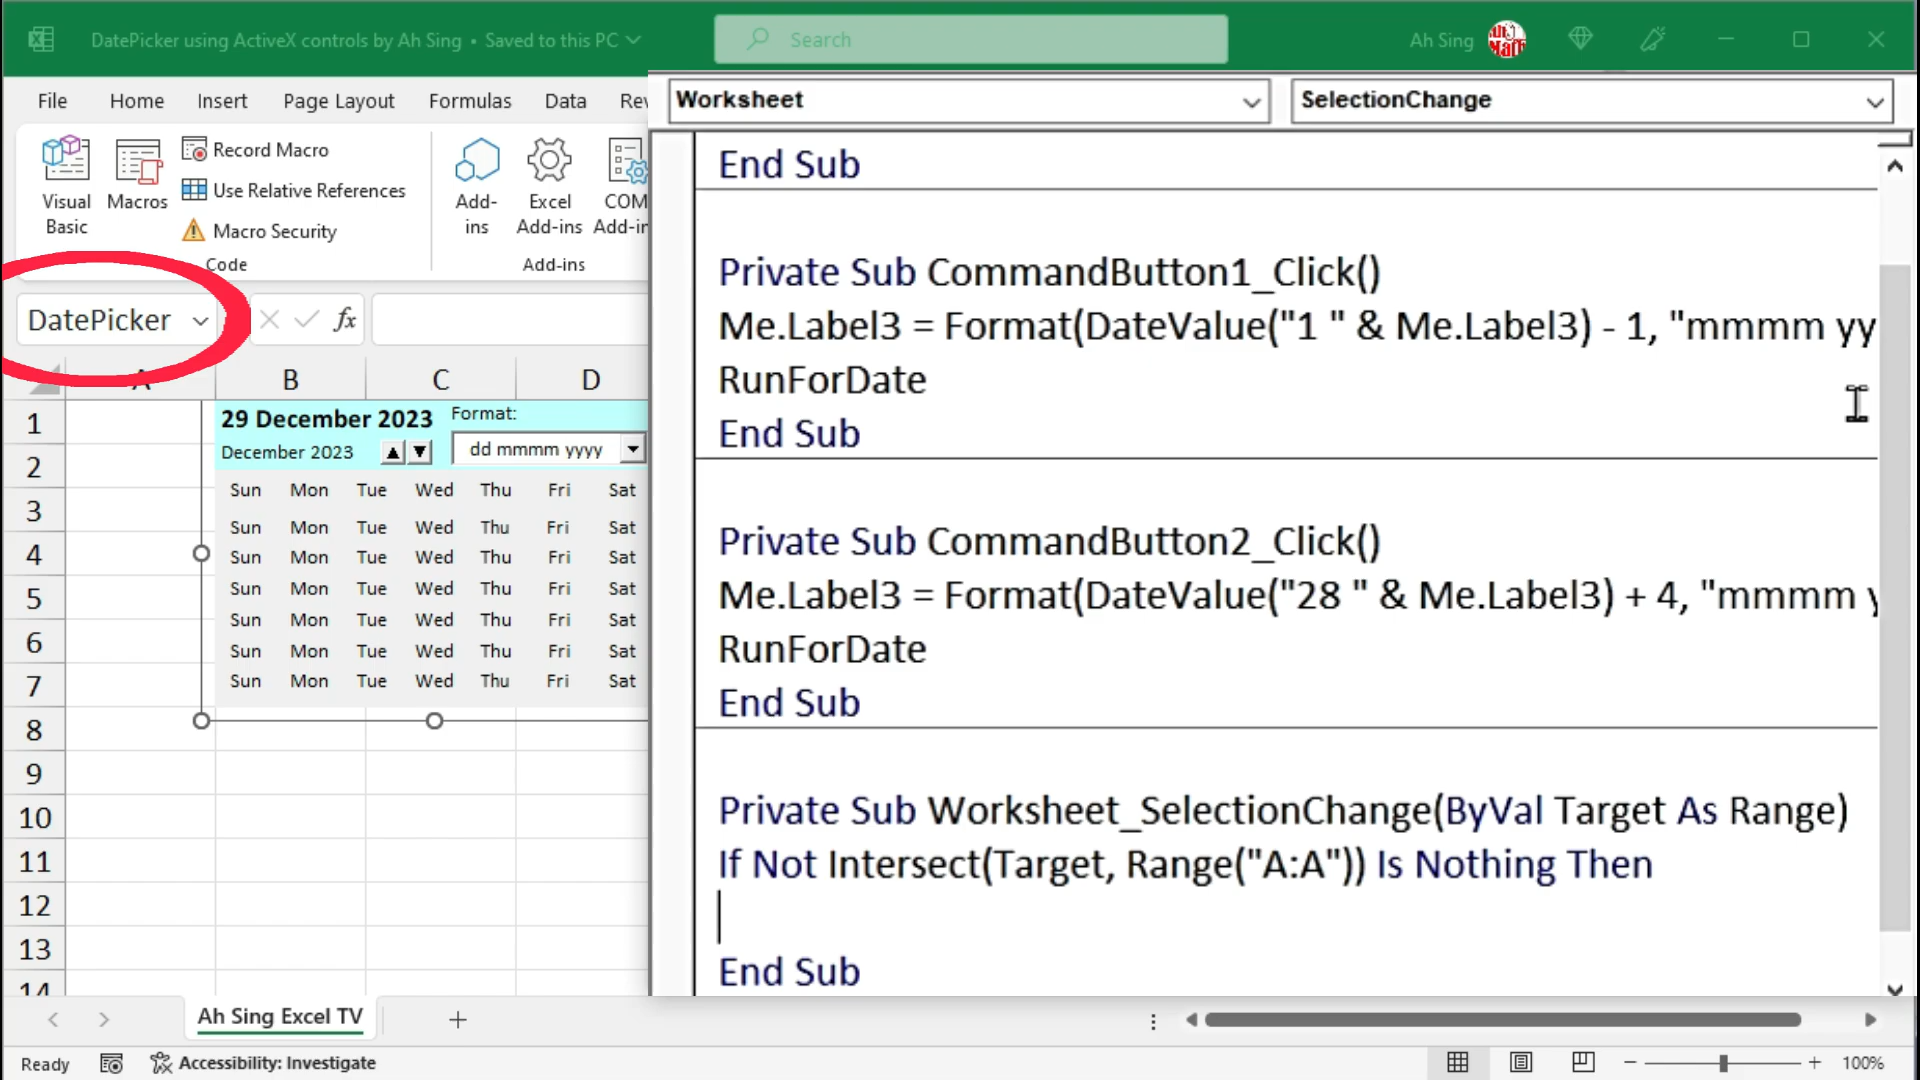 DatePicker using ActiveX controls by Ah Sing • Saved to this PC
Search
Ah Sing
File Home Insert Page Layout Formulas Data
Visual Basic
Macros
Record Macro
Use Relative References
Macro Security
Code
Add-ins
Excel Add-ins
COM
Add-ins
DatePicker
fx
A B C D
1
2
3
4
5
6
7
8
9
10
11
12
13
14
29 December 2023
Format:
December 2023
dd mmmm yyyy
Sun Mon Tue Wed Thu Fri Sat
Sun Mon Tue Wed Thu Fri Sat
Sun Mon Tue Wed Thu Fri Sat
Sun Mon Tue Wed Thu Fri Sat
Sun Mon Tue Wed Thu Fri Sat
Sun Mon Tue Wed Thu Fri Sat
Sun Mon Tue Wed Thu Fri Sat
Worksheet
SelectionChange
End Sub
Private Sub CommandButton1_Click()
Me.Label3 = Format(DateValue("1 " & Me.Label3) - 1, "mmmm yy
RunForDate
End Sub
Private Sub CommandButton2_Click()
Me.Label3 = Format(DateValue("28 " & Me.Label3) + 4, "mmmm y
RunForDate
End Sub
Private Sub Worksheet_SelectionChange(ByVal Target As Range)
If Not Intersect(Target, Range("A:A")) Is Nothing Then
End Sub
Ah Sing Excel TV
Ready
Accessibility: Investigate
100%